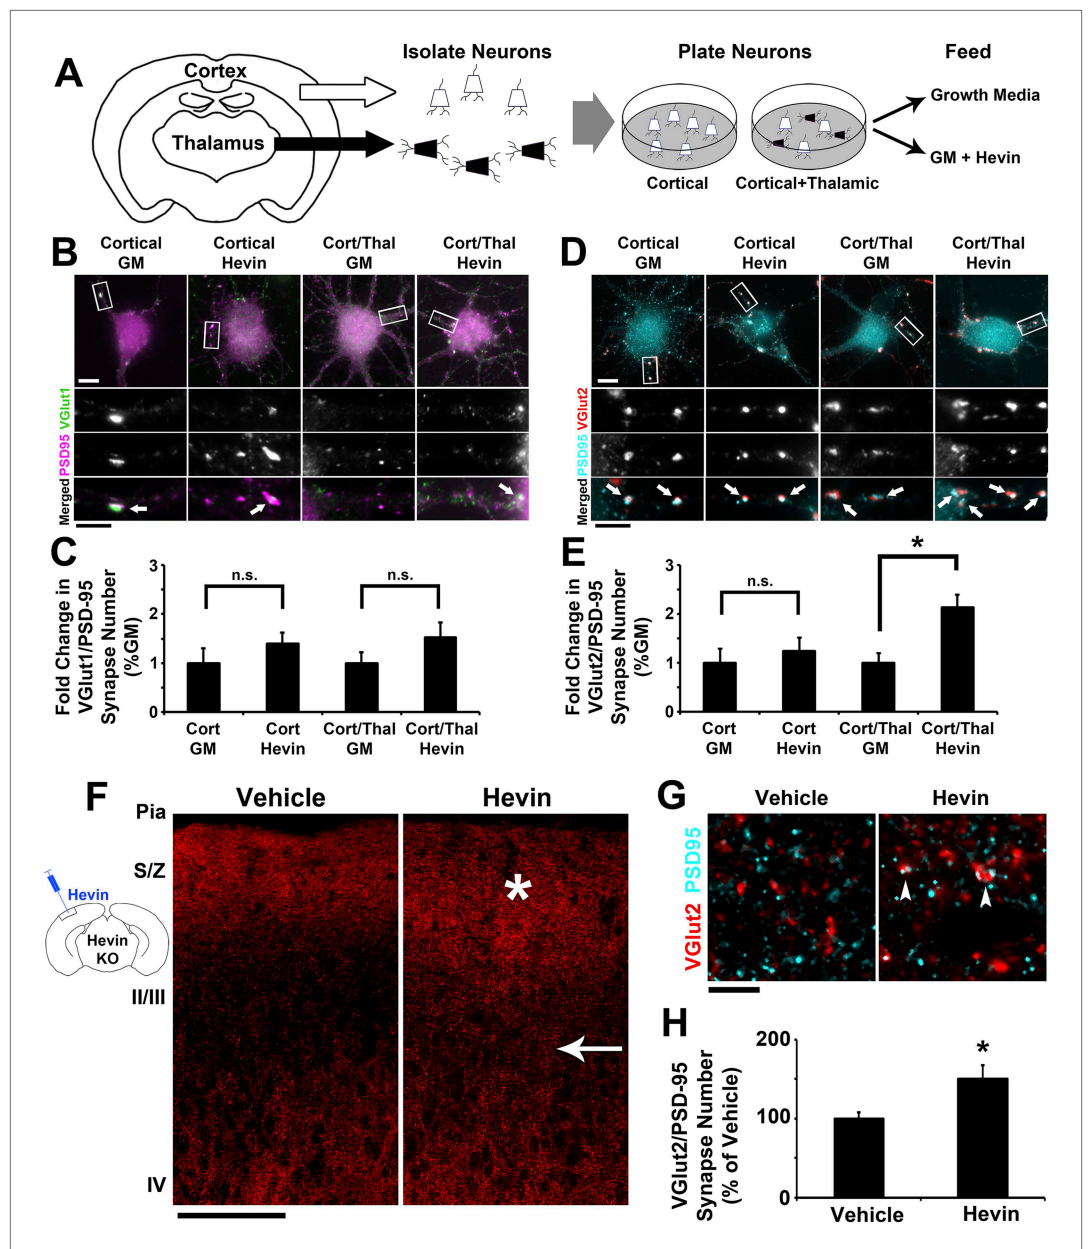 A
Cortex
Thalamus
Isolate Neurons
Plate Neurons
Feed
Cortical
Cortical+Thalamic
Growth Media
GM + Hevin
B
Cortical
GM
Cortical
Hevin
Cort/Thal
GM
Cort/Thal
Hevin
VGlut1
PSD95
Merged
D
Cortical
GM
Cortical
Hevin
Cort/Thal
GM
Cort/Thal
Hevin
VGlut2
PSD95
Merged
C
Fold Change in
VGlut1/PSD-95
Synapse Number
(%GM)
3
2
1
0
n.s.
n.s.
Cort
GM
Cort
Hevin
Cort/Thal
GM
Cort/Thal
Hevin
E
Fold Change in
VGlut2/PSD-95
Synapse Number
(%GM)
3
2
1
0
n.s.
*
Cort
GM
Cort
Hevin
Cort/Thal
GM
Cort/Thal
Hevin
F
Vehicle
Hevin
Pia
S/Z
II/III
IV
*
Hevin
Hevin
KO
G
Vehicle
Hevin
VGlut2 PSD95
H
VGlut2/PSD-95
Synapse Number
(% of Vehicle)
200
100
0
*
Vehicle
Hevin